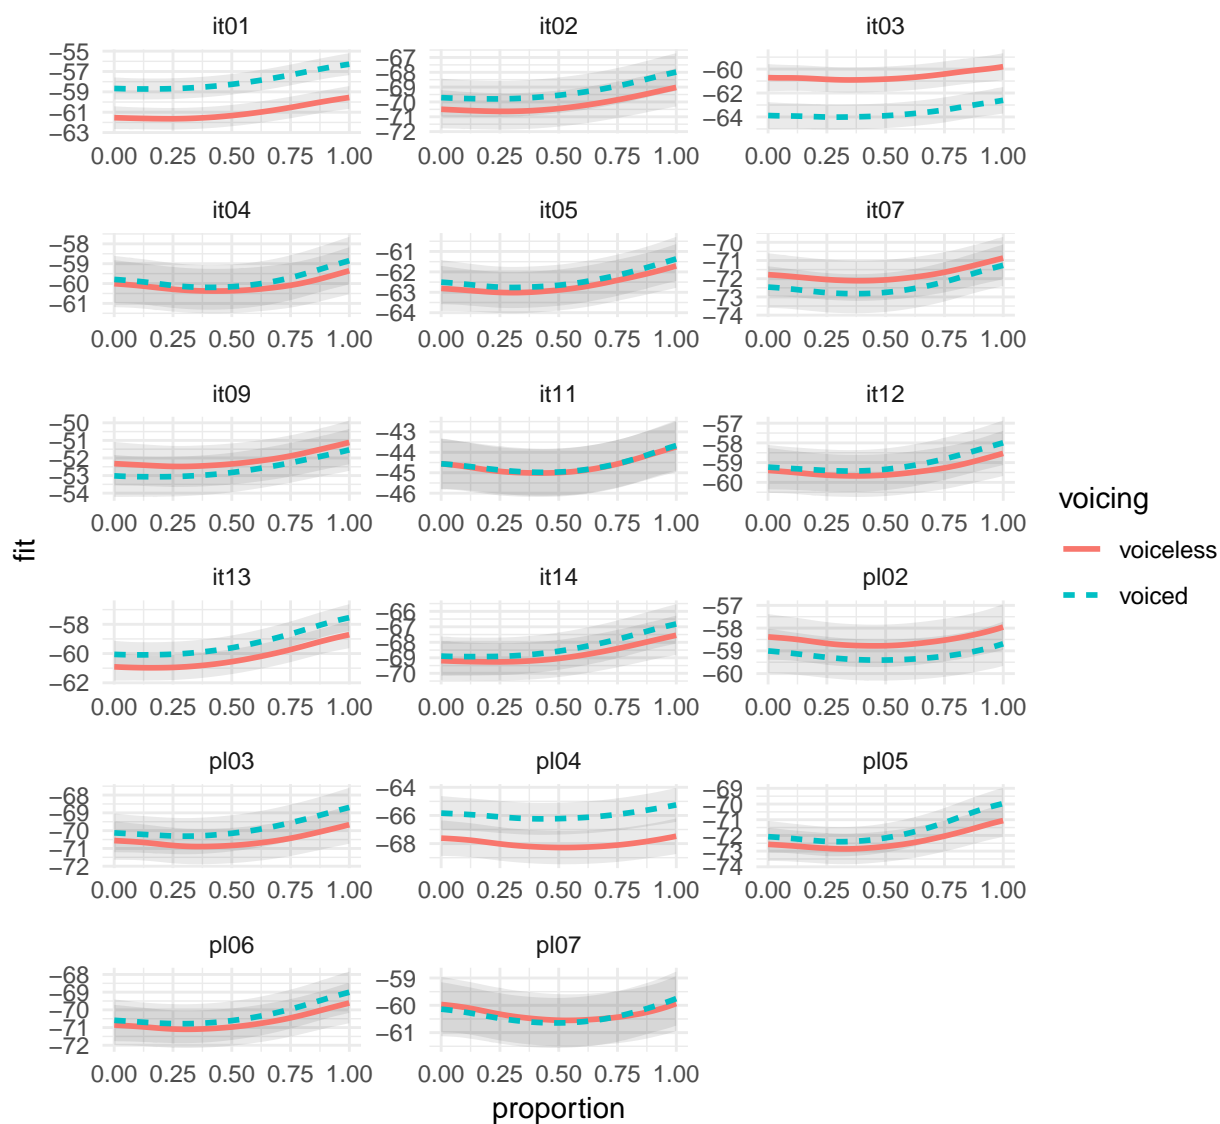 it01 it02 it03
−55 −57 −59 −61 −63
−67 −68 −69 −70 −71 −72
−60 −62 −64
0.00 0.25 0.50 0.75 1.00 0.00 0.25 0.50 0.75 1.00 0.00 0.25 0.50 0.75 1.00
it04 it05 it07
−58 −59 −60 −61
−61 −62 −63 −64
−70 −71 −72 −73 −74
0.00 0.25 0.50 0.75 1.00 0.00 0.25 0.50 0.75 1.00 0.00 0.25 0.50 0.75 1.00
it09 it11 it12
−50 −51 −52 −53 −54
−43 −44 −45 −46
−57 −58 −59 −60
0.00 0.25 0.50 0.75 1.00 0.00 0.25 0.50 0.75 1.00 0.00 0.25 0.50 0.75 1.00
it13 it14 pl02
−58 −60 −62
−66 −67 −68 −69 −70
−57 −58 −59 −60
0.00 0.25 0.50 0.75 1.00 0.00 0.25 0.50 0.75 1.00 0.00 0.25 0.50 0.75 1.00
pl03 pl04 pl05
−68 −69 −70 −71 −72
−64 −66 −68
−69 −70 −71 −72 −73 −74
0.00 0.25 0.50 0.75 1.00 0.00 0.25 0.50 0.75 1.00 0.00 0.25 0.50 0.75 1.00
pl06 pl07
−68 −69 −70 −71 −72
−59 −60 −61
0.00 0.25 0.50 0.75 1.00 0.00 0.25 0.50 0.75 1.00
proportion
fit
voicing
voiceless
voiced